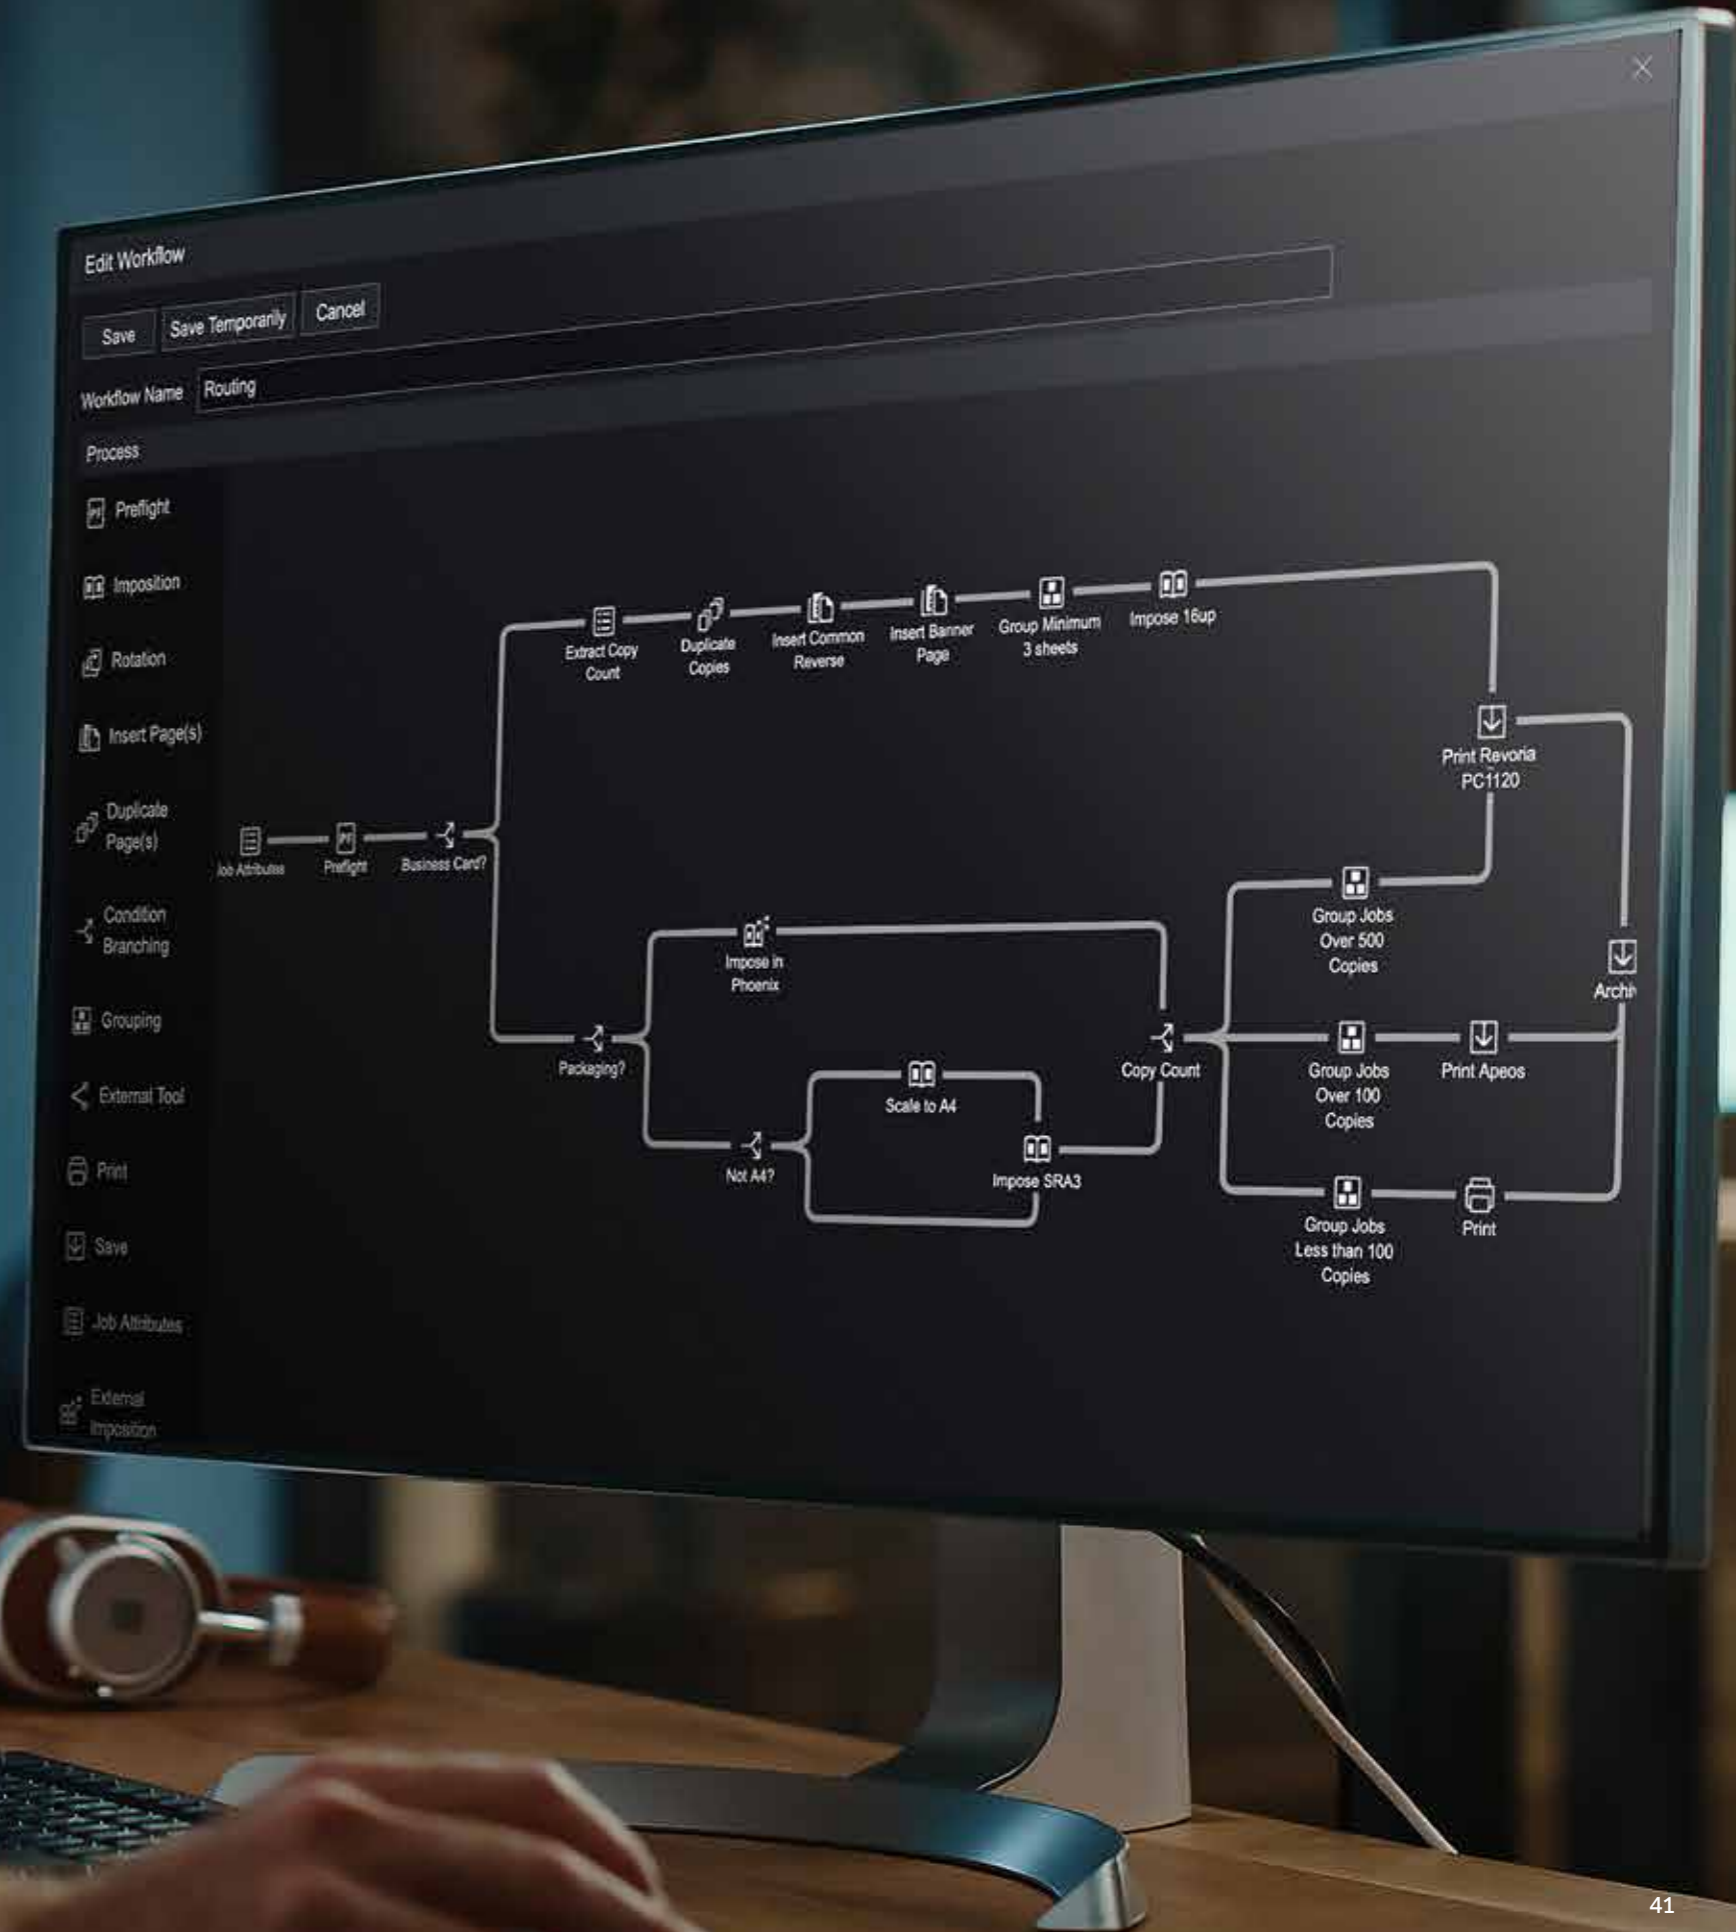 Edit Workflow
Save
Save Temporarily
Cancel
Workflow Name
Routing
Process
Preflight
Imposition
Rotation
Insert Page(s)
Duplicate
Page(s)
Condition
Branching
Grouping
External Tool
Print
Save
Job Attributes
External
Imposition
Job Attributes
Preflight
Business Card?
Extract Copy
Count
Duplicate
Copies
Insert Common
Reverse
Insert Banner
Page
Group Minimum
3 sheets
Impose 16up
Print Revoria
PC1120
Packaging?
Impose in
Phoenix
Not A4?
Scale to A4
Impose SRA3
Copy Count
Group Jobs
Over 500
Copies
Group Jobs
Over 100
Copies
Print Apeos
Group Jobs
Less than 100
Copies
Print
Archiv
41